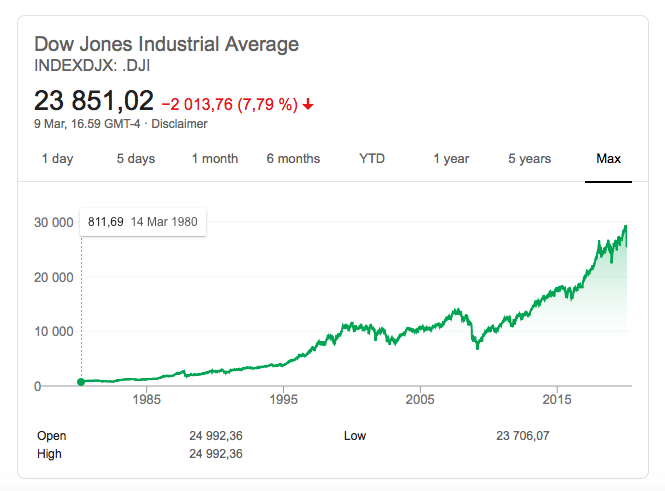 Dow Jones Industrial Average
INDEXDJX: .DJI
23 851,02 −2 013,76 (7,79 %) ↓
9 Mar, 16.59 GMT-4 · Disclaimer
1 day 5 days 1 month 6 months YTD 1 year 5 years Max
811,69 14 Mar 1980
30 000
20 000
10 000
0
1985 1995 2005 2015
Open 24 992,36 Low 23 706,07
High 24 992,36